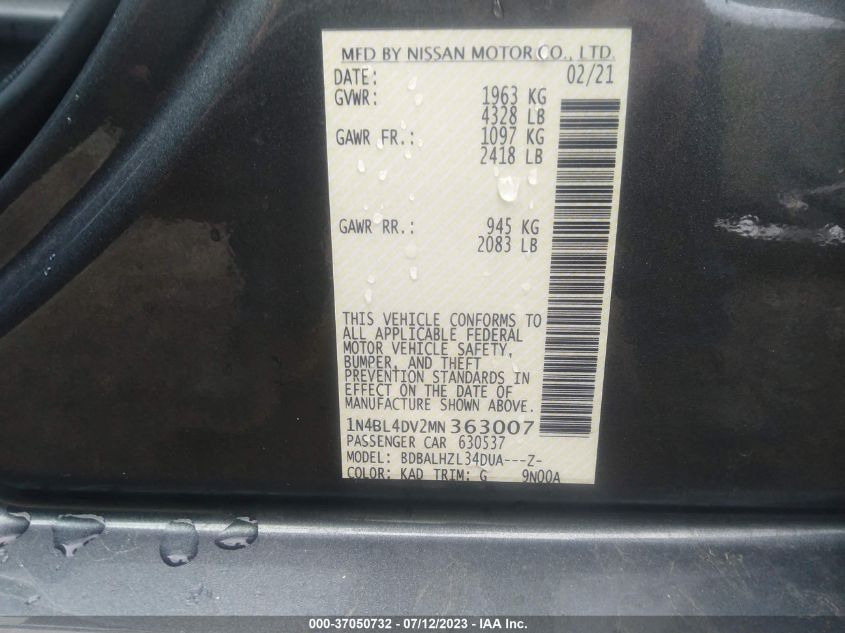 MFD BY NISSAN MOTOR CO., LTD.
DATE: 02/21
GVWR: 1963 KG
4328 LB
GAWR FR.: 1097 KG
2418 LB
GAWR RR.: 945 KG
2083 LB
THIS VEHICLE CONFORMS TO
ALL APPLICABLE FEDERAL
MOTOR VEHICLE SAFETY,
BUMPER, AND THEFT
PREVENTION STANDARDS IN
EFFECT ON THE DATE OF
MANUFACTURE SHOWN ABOVE.
1N4BL4DV2MN363007
PASSENGER CAR 630537
MODEL: BDBALHZL34DUA---Z-
COLOR: KAD TRIM: G 9N00A
000-37050732 - 07/12/2023 - IAA Inc.